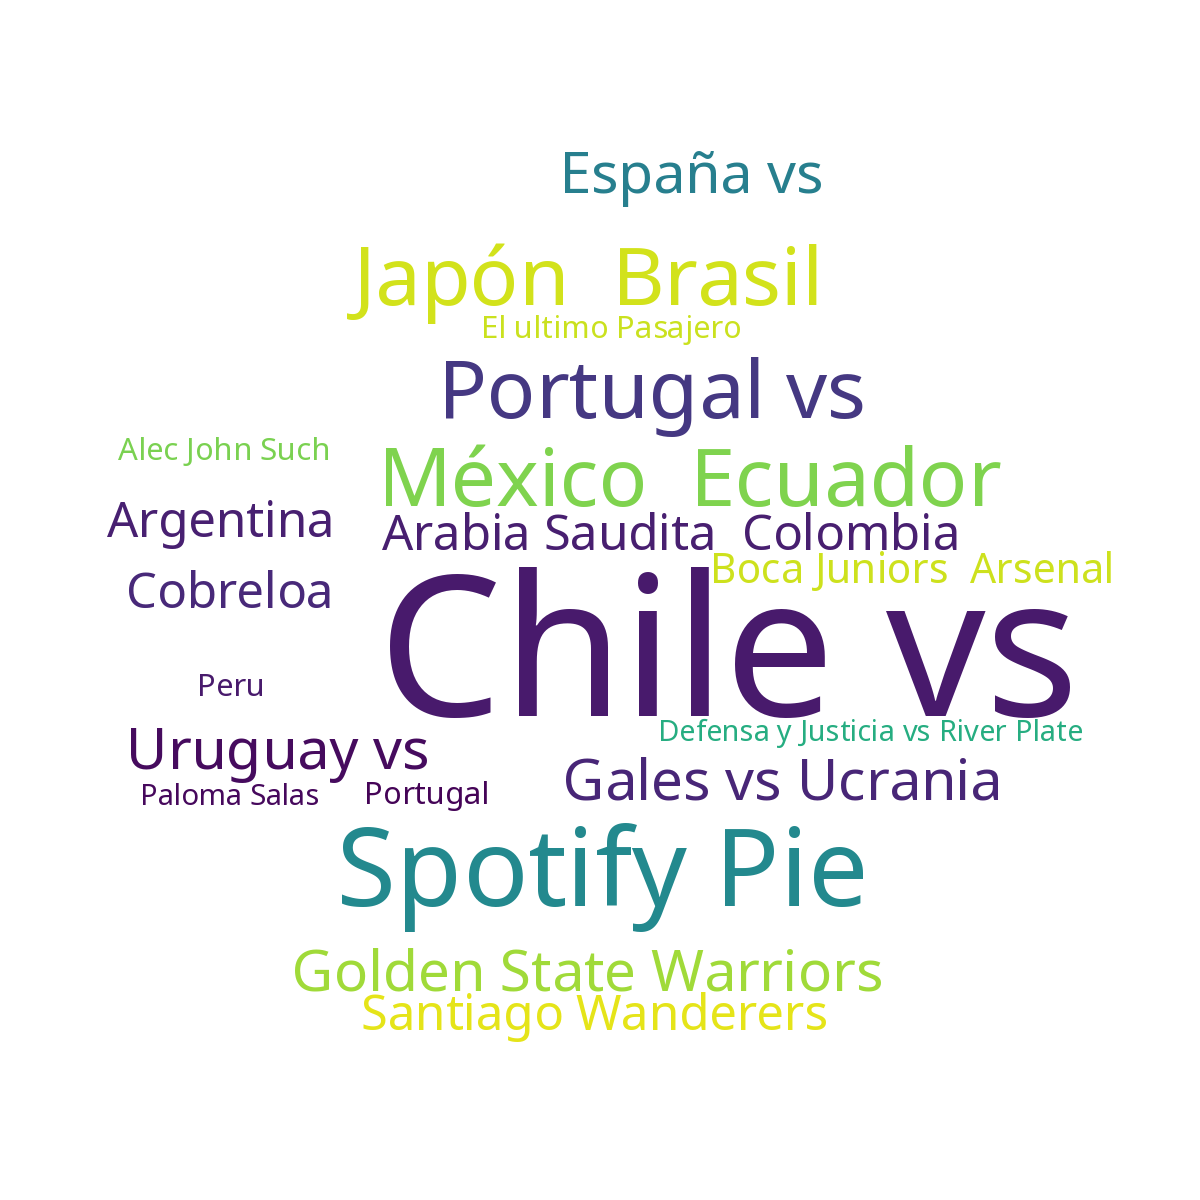 España vs
Japón  Brasil
El ultimo Pasajero
Portugal vs
Alec John Such
México  Ecuador
Argentina
Arabia Saudita  Colombia
Boca Juniors  Arsenal
Cobreloa
Chile vs
Peru
Defensa y Justicia vs River Plate
Uruguay vs
Gales vs Ucrania
Paloma Salas
Portugal
Spotify Pie
Golden State Warriors
Santiago Wanderers